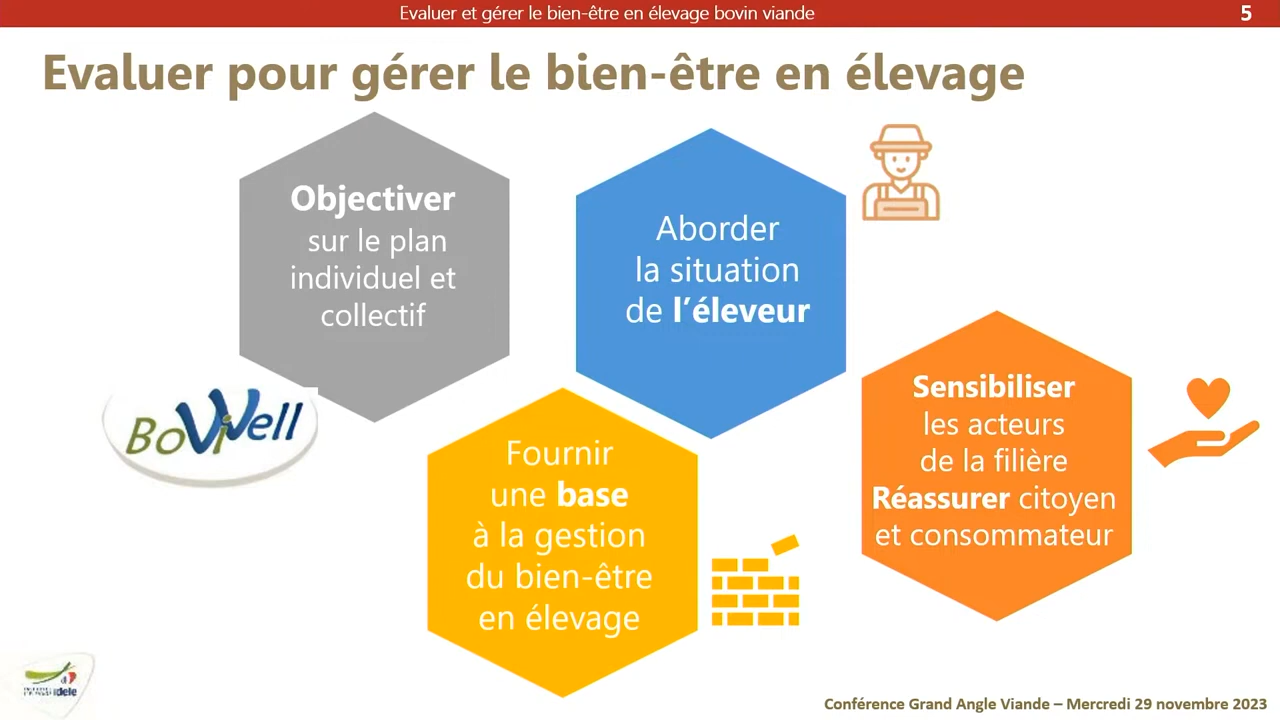 Evaluer et gérer le bien-être en élevage bovin viande
5
Evaluer pour gérer le bien-être en élevage
Objectiver
sur le plan
individuel et
collectif
Aborder
la situation
de l’éleveur
BoViWell
Fournir
une base
à la gestion
du bien-être
en élevage
Sensibiliser
les acteurs
de la filière
Réassurer citoyen
et consommateur
idele
Conférence Grand Angle Viande – Mercredi 29 novembre 2023